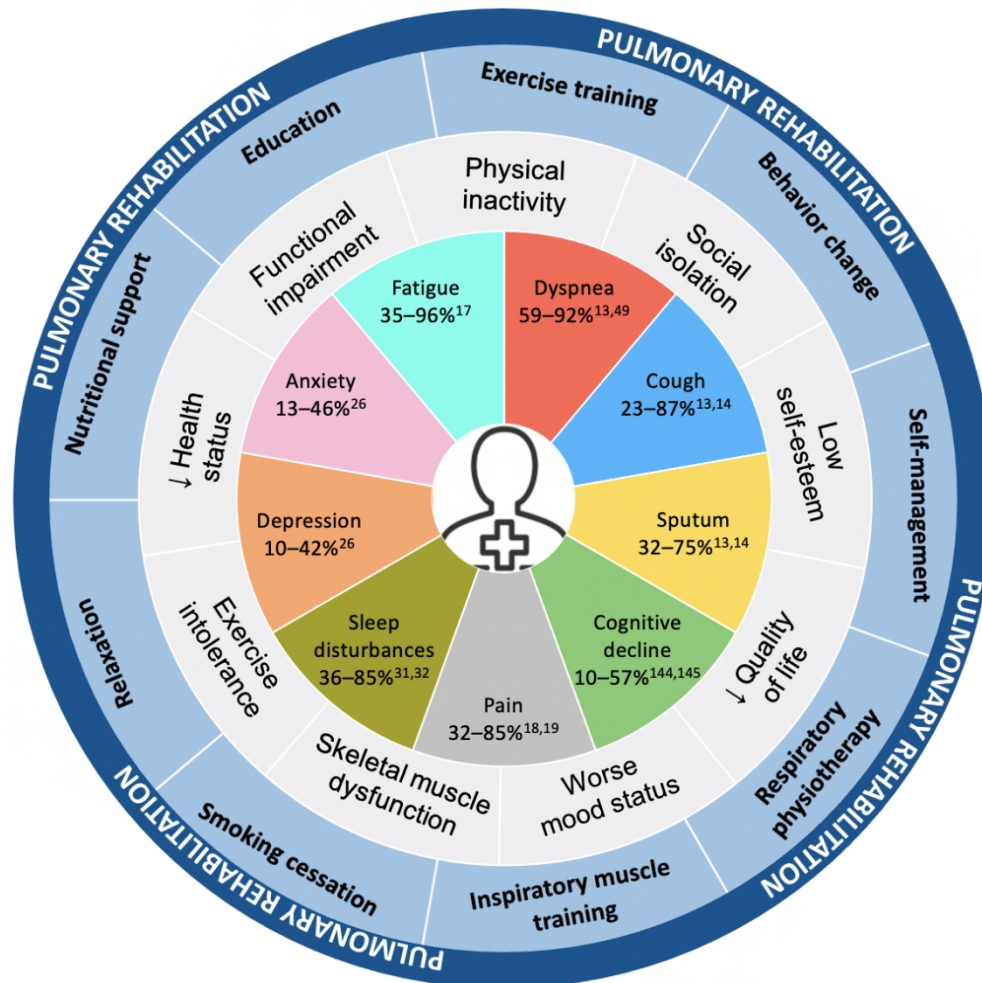 PULMONARY REHABILITATION
PULMONARY REHABILITATION
PULMONARY REHABILITATION
PULMONARY REHABILITATION
Exercise training
Behavior change
Self-management
Respiratory
physiotherapy
Inspiratory muscle
training
Smoking cessation
Relaxation
Nutritional support
Education
Physical
inactivity
Social
isolation
Low
self-esteem
↓ Quality
of life
Worse
mood status
Skeletal muscle
dysfunction
Exercise
intolerance
↓ Health
status
Functional
impairment
Dyspnea
59–92%13,49
Cough
23–87%13,14
Sputum
32–75%13,14
Cognitive
decline
10–57%144,145
Pain
32–85%18,19
Sleep
disturbances
36–85%31,32
Depression
10–42%26
Anxiety
13–46%26
Fatigue
35–96%17